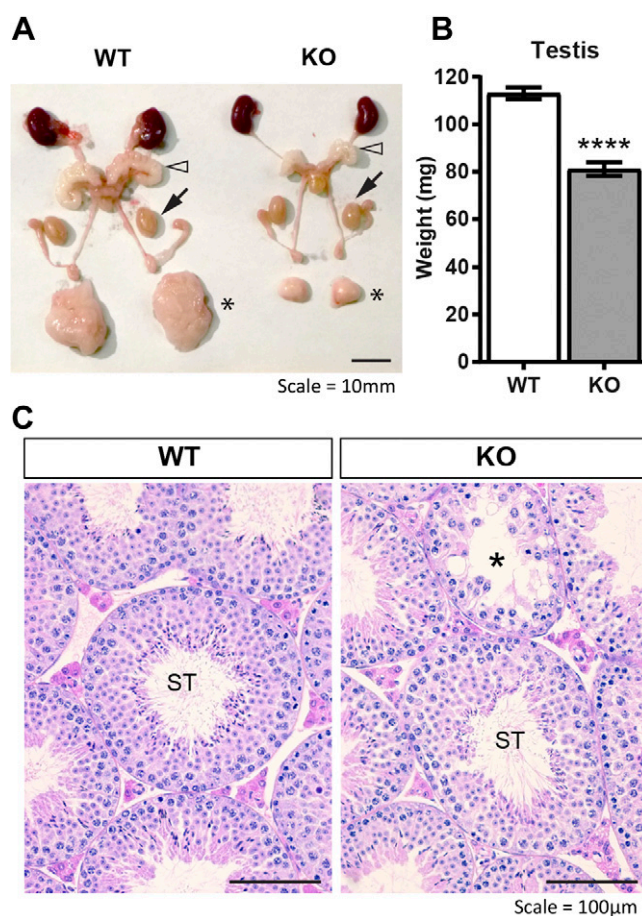 A
WT
KO
*
Scale = 10mm
B
Testis
Weight (mg)
120
100
80
60
40
20
0
****
WT
KO
C
WT
KO
ST
*
ST
Scale = 100μm